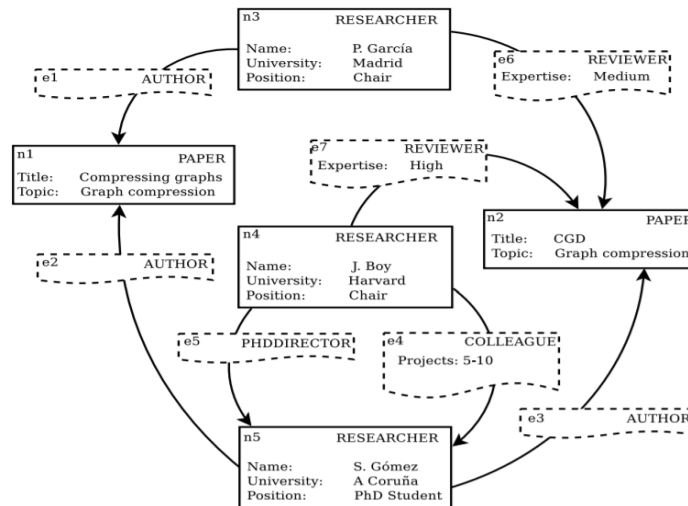 n3 RESEARCHER
Name: P. García
University: Madrid
Position: Chair
e1 AUTHOR
e6 REVIEWER
Expertise: Medium
n1 PAPER
Title: Compressing graphs
Topic: Graph compression
e7 REVIEWER
Expertise: High
n2 PAPER
Title: CGD
Topic: Graph compression
n4 RESEARCHER
Name: J. Boy
University: Harvard
Position: Chair
e2 AUTHOR
e5 PHDDIRECTOR
e4 COLLEAGUE
Projects: 5-10
e3 AUTHOR
n5 RESEARCHER
Name: S. Gómez
University: A Coruña
Position: PhD Student